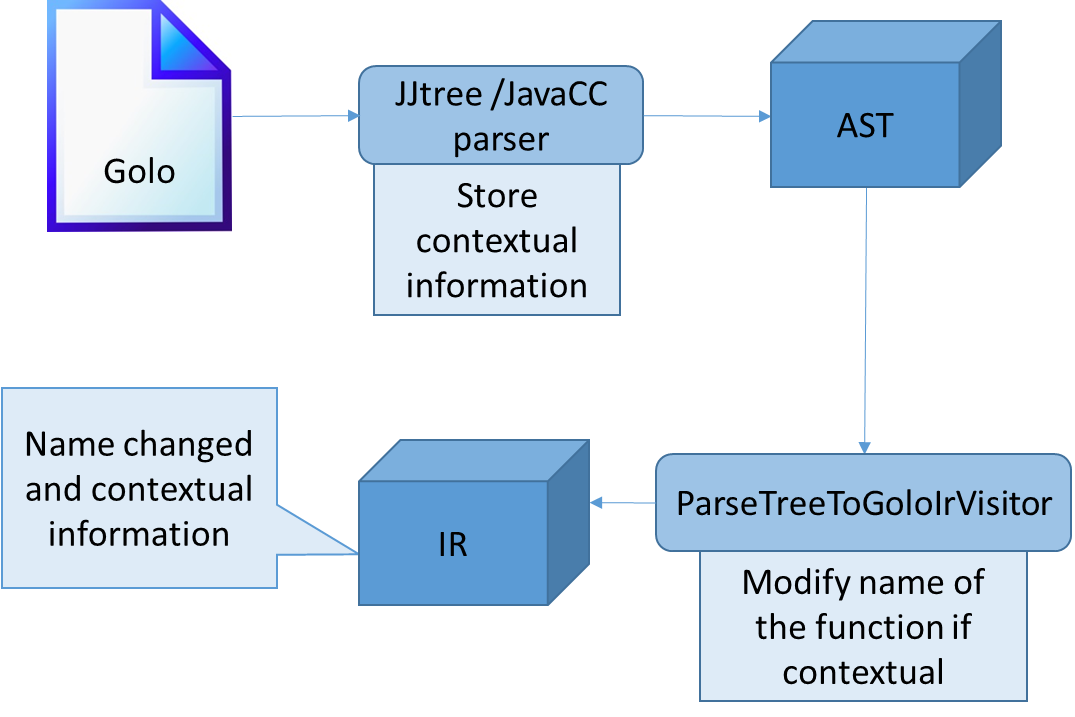 Golo
JJtree /JavaCC
parser
Store
contextual
information
AST
Name changed
and contextual
information
IR
ParseTreeToGoloIrVisitor
Modify name of
the function if
contextual